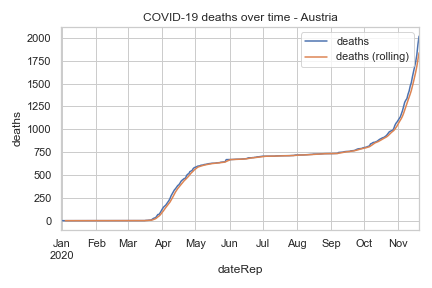 COVID-19 deaths over time - Austria
deaths
deaths (rolling)
2000
1750
1500
1250
1000
750
500
250
0
deaths
Jan Feb Mar Apr May Jun Jul Aug Sep Oct Nov
2020
dateRep